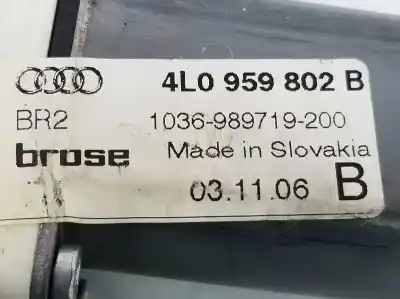 4L0 959 802 B
BR2 1036-989719-200
brose Made in Slovakia
03.11.06 B